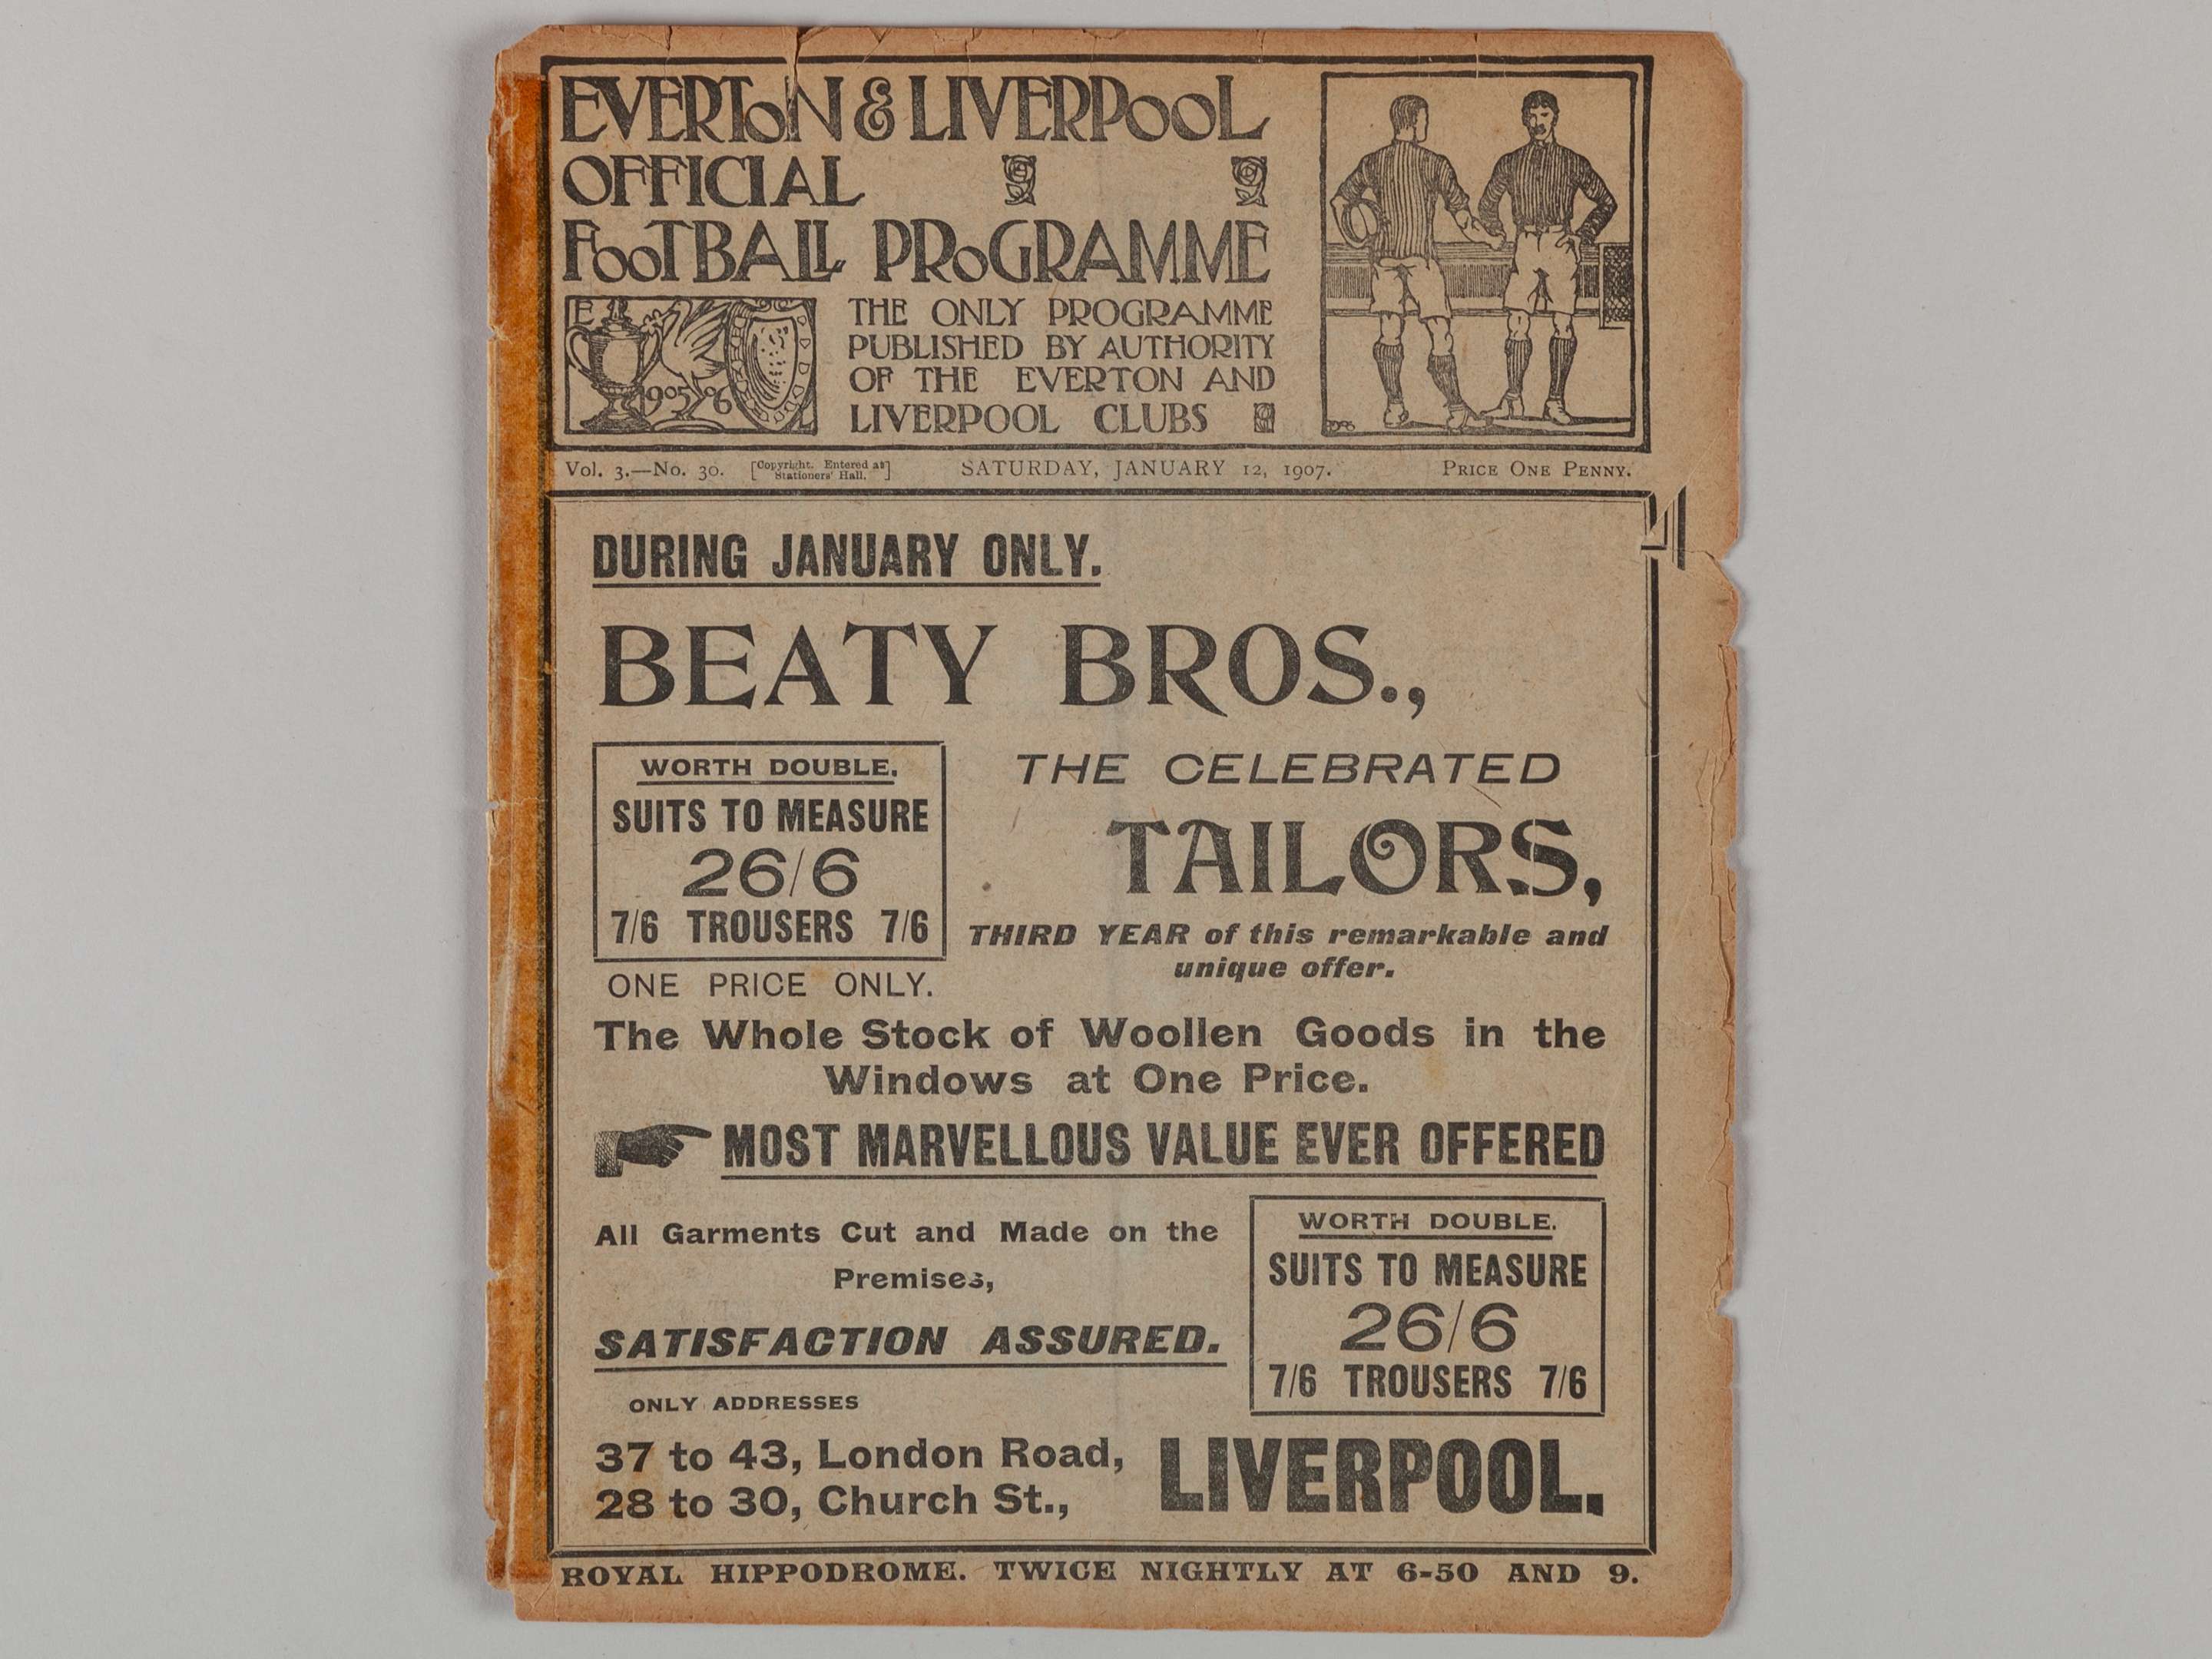 EVERTON & LIVERPOOL
OFFICIAL
FOOTBALL PROGRAMME
E
1905 06
THE ONLY PROGRAMME
PUBLISHED BY AUTHORITY
OF THE EVERTON AND
LIVERPOOL CLUBS
Vol. 3.—No. 30. [Copyright. Entered at Stationers' Hall.] SATURDAY, JANUARY 12, 1907. PRICE ONE PENNY.
DURING JANUARY ONLY.
BEATY BROS.,
WORTH DOUBLE.
SUITS TO MEASURE
26/6
7/6 TROUSERS 7/6
ONE PRICE ONLY.
THE CELEBRATED
TAILORS,
THIRD YEAR of this remarkable and
unique offer.
The Whole Stock of Woollen Goods in the
Windows at One Price.
MOST MARVELLOUS VALUE EVER OFFERED
All Garments Cut and Made on the
Premises,
SATISFACTION ASSURED.
WORTH DOUBLE.
SUITS TO MEASURE
26/6
7/6 TROUSERS 7/6
ONLY ADDRESSES
37 to 43, London Road,
28 to 30, Church St.,
LIVERPOOL.
ROYAL HIPPODROME. TWICE NIGHTLY AT 6-50 AND 9.